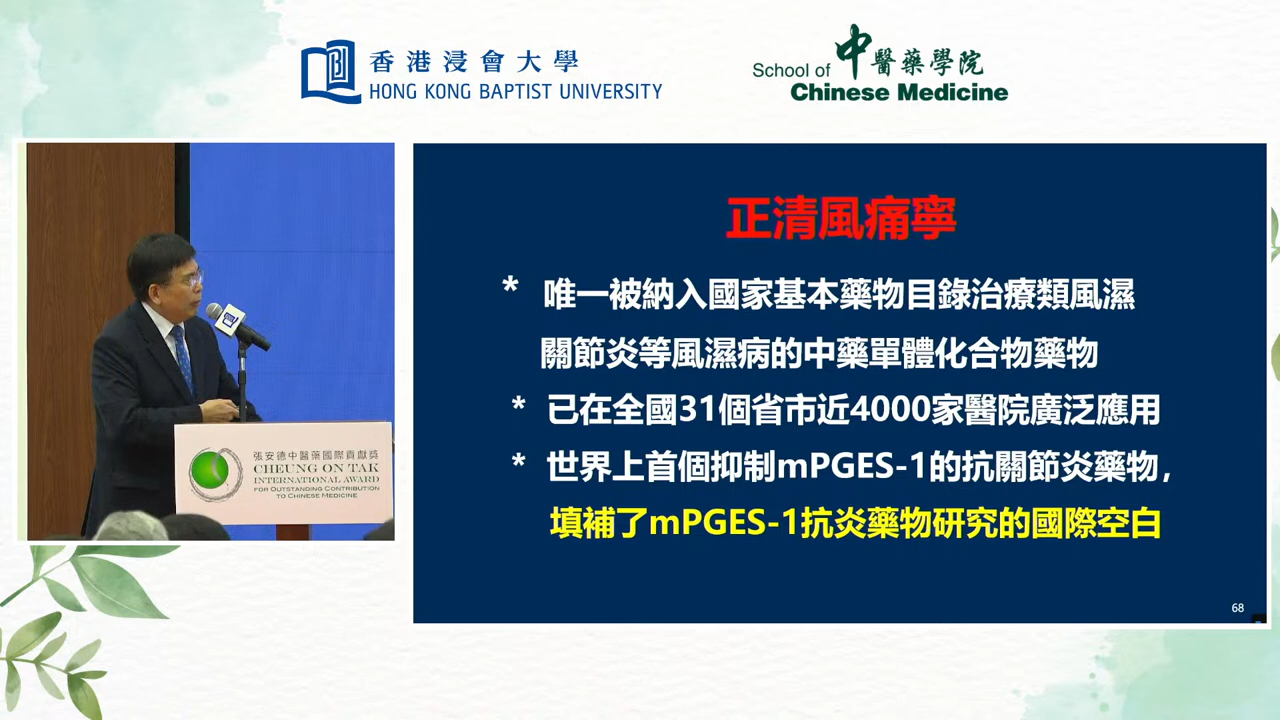 香港浸會大學
HONG KONG BAPTIST UNIVERSITY
School of 中醫藥學院
Chinese Medicine
張安德中醫藥國際貢獻獎
CHEUNG ON TAK
INTERNATIONAL AWARD
FOR OUTSTANDING CONTRIBUTION
TO CHINESE MEDICINE
正清風痛寧
* 唯一被納入國家基本藥物目錄治療類風濕
關節炎等風濕病的中藥單體化合物藥物
* 已在全國31個省市近4000家醫院廣泛應用
* 世界上首個抑制mPGES-1的抗關節炎藥物，
填補了mPGES-1抗炎藥物研究的國際空白
68